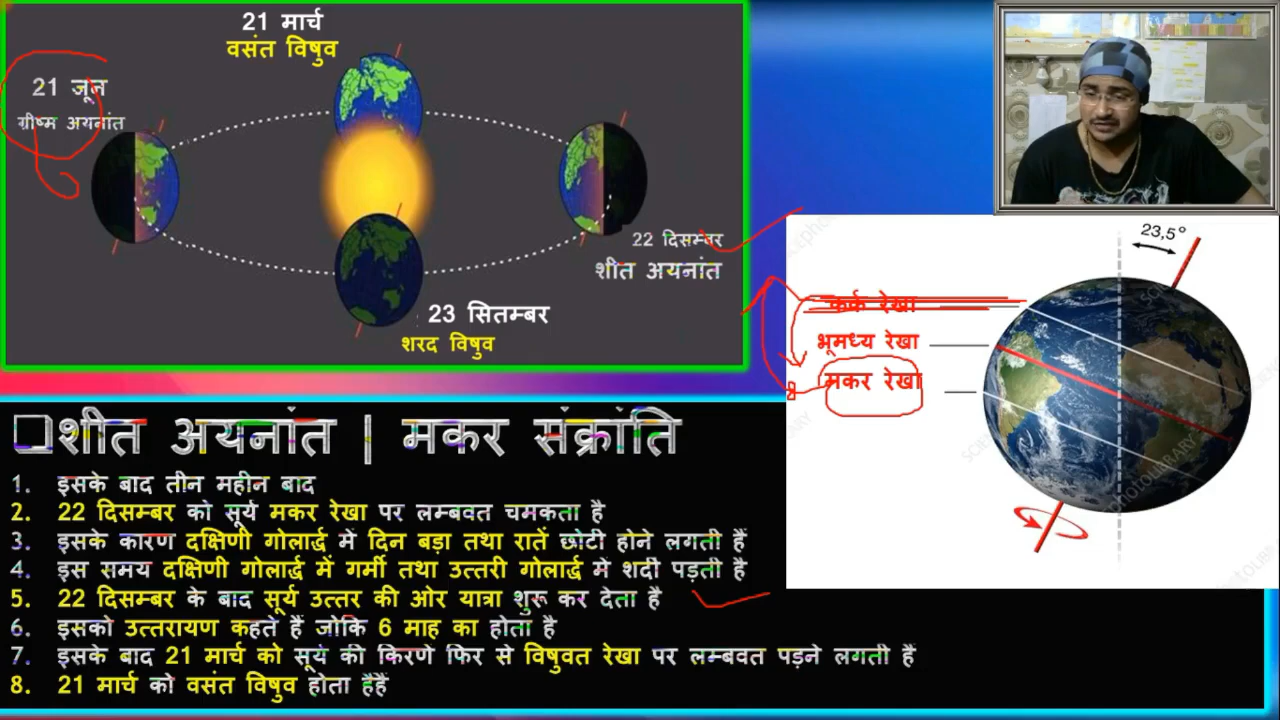 21 मार्च
वसंत विषुव
21 जून
ग्रीष्म अयनांत
22 दिसम्बर
शीत अयनांत
23 सितम्बर
शरद विषुव
23,5°
कर्क रेखा
भूमध्य रेखा
मकर रेखा
शीत अयनांत | मकर संक्रांति
1. इसके बाद तीन महीन बाद
2. 22 दिसम्बर को सूर्य मकर रेखा पर लम्बवत चमकता है
3. इसके कारण दक्षिणी गोलार्द्ध में दिन बड़ा तथा रातें छोटी होने लगती हैं
4. इस समय दक्षिणी गोलार्द्ध में गर्मी तथा उत्तरी गोलार्द्ध मे शर्दी पड़ती है
5. 22 दिसम्बर के बाद सूर्य उत्तर की ओर यात्रा शुरू कर देता है
6. इसको उत्तरायण कहते हैं जोकि 6 माह का होता है
7. इसके बाद 21 मार्च को सूर्य की किरणे फिर से विषुवत रेखा पर लम्बवत पड़ने लगती हैं
8. 21 मार्च को वसंत विषुव होता हैहैं